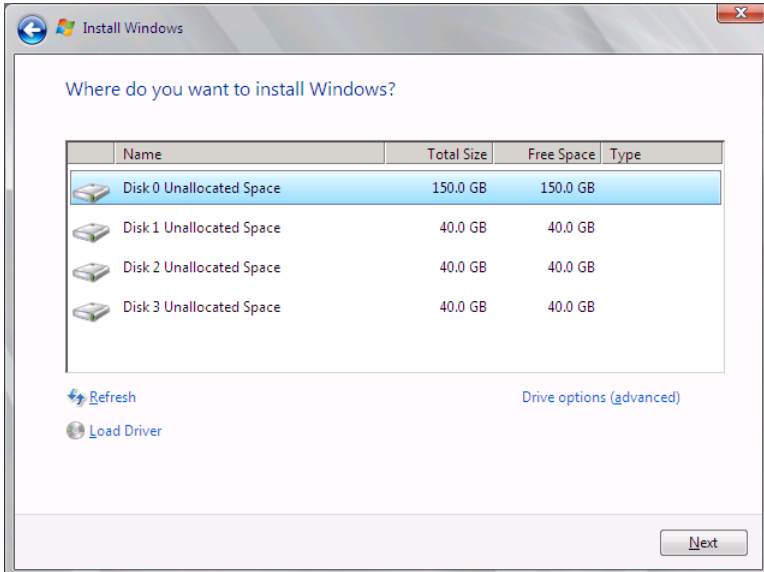 Install Windows
Where do you want to install Windows?
Name Total Size Free Space Type
Disk 0 Unallocated Space 150.0 GB 150.0 GB
Disk 1 Unallocated Space 40.0 GB 40.0 GB
Disk 2 Unallocated Space 40.0 GB 40.0 GB
Disk 3 Unallocated Space 40.0 GB 40.0 GB
Refresh Drive options (advanced)
Load Driver
Next